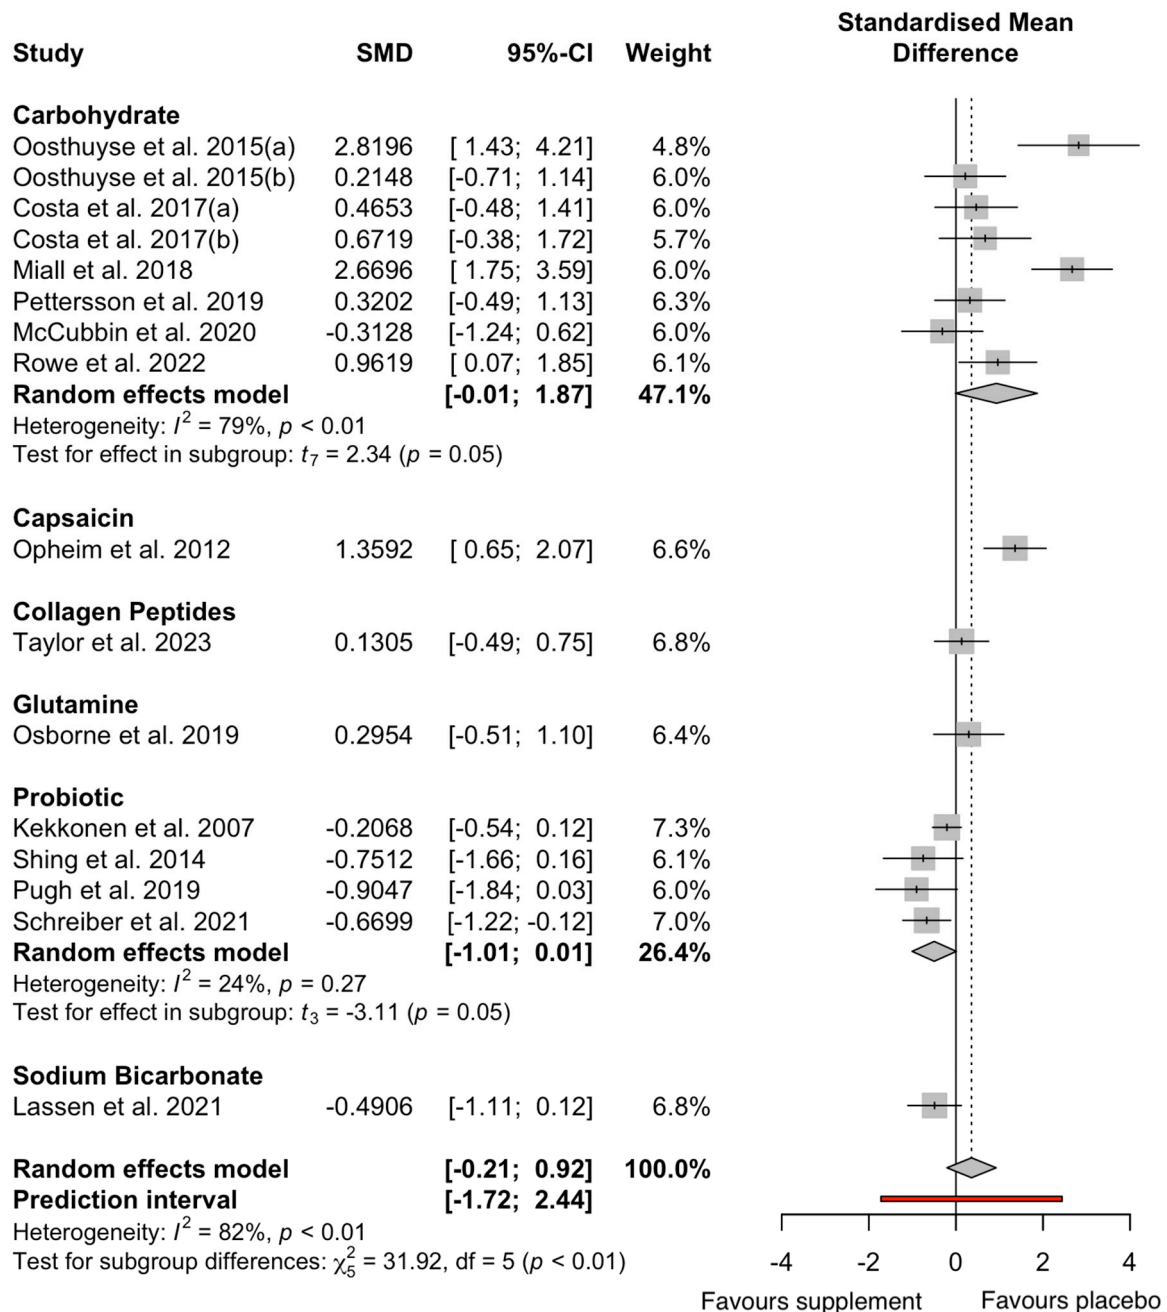 Standardised Mean
Study SMD 95%-CI Weight Difference
Carbohydrate
Oosthuyse et al. 2015(a) 2.8196 [ 1.43; 4.21] 4.8%
Oosthuyse et al. 2015(b) 0.2148 [-0.71; 1.14] 6.0%
Costa et al. 2017(a) 0.4653 [-0.48; 1.41] 6.0%
Costa et al. 2017(b) 0.6719 [-0.38; 1.72] 5.7%
Miall et al. 2018 2.6696 [ 1.75; 3.59] 6.0%
Pettersson et al. 2019 0.3202 [-0.49; 1.13] 6.3%
McCubbin et al. 2020 -0.3128 [-1.24; 0.62] 6.0%
Rowe et al. 2022 0.9619 [ 0.07; 1.85] 6.1%
Random effects model [-0.01; 1.87] 47.1%
Heterogeneity: I² = 79%, p < 0.01
Test for effect in subgroup: t₇ = 2.34 (p = 0.05)
Capsaicin
Opheim et al. 2012 1.3592 [ 0.65; 2.07] 6.6%
Collagen Peptides
Taylor et al. 2023 0.1305 [-0.49; 0.75] 6.8%
Glutamine
Osborne et al. 2019 0.2954 [-0.51; 1.10] 6.4%
Probiotic
Kekkonen et al. 2007 -0.2068 [-0.54; 0.12] 7.3%
Shing et al. 2014 -0.7512 [-1.66; 0.16] 6.1%
Pugh et al. 2019 -0.9047 [-1.84; 0.03] 6.0%
Schreiber et al. 2021 -0.6699 [-1.22; -0.12] 7.0%
Random effects model [-1.01; 0.01] 26.4%
Heterogeneity: I² = 24%, p = 0.27
Test for effect in subgroup: t₃ = -3.11 (p = 0.05)
Sodium Bicarbonate
Lassen et al. 2021 -0.4906 [-1.11; 0.12] 6.8%
Random effects model [-0.21; 0.92] 100.0%
Prediction interval [-1.72; 2.44]
Heterogeneity: I² = 82%, p < 0.01
Test for subgroup differences: χ²₅ = 31.92, df = 5 (p < 0.01)
-4 -2 0 2 4
Favours supplement Favours placebo